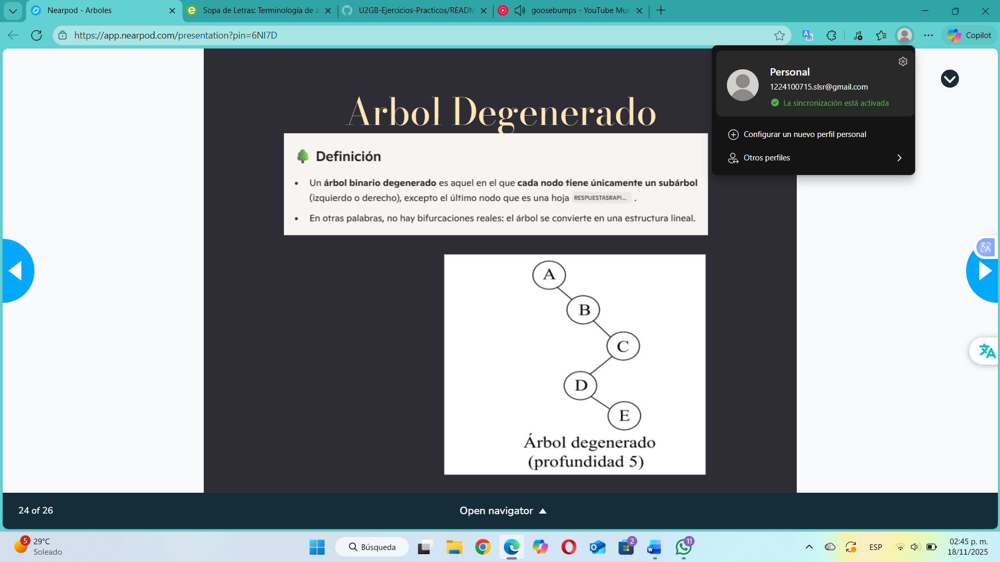 Nearpod - Arboles
Sopa de Letras: Terminología de á
U2GB-Ejercicios-Practicos/READM
goosebumps - YouTube Mus
https://app.nearpod.com/presentation?pin=6NI7D
Copilot
Personal
1224100715.slsr@gmail.com
La sincronización está activada
Configurar un nuevo perfil personal
Otros perfiles
Arbol Degenerado
Definición
• Un árbol binario degenerado es aquel en el que cada nodo tiene únicamente un subárbol
(izquierdo o derecho), excepto el último nodo que es una hoja RESPUESTASRAPI... .
• En otras palabras, no hay bifurcaciones reales: el árbol se convierte en una estructura lineal.
A
B
C
D
E
Árbol degenerado
(profundidad 5)
24 of 26
Open navigator
5
29°C
Soleado
Búsqueda
2
11
ESP
02:45 p. m.
18/11/2025